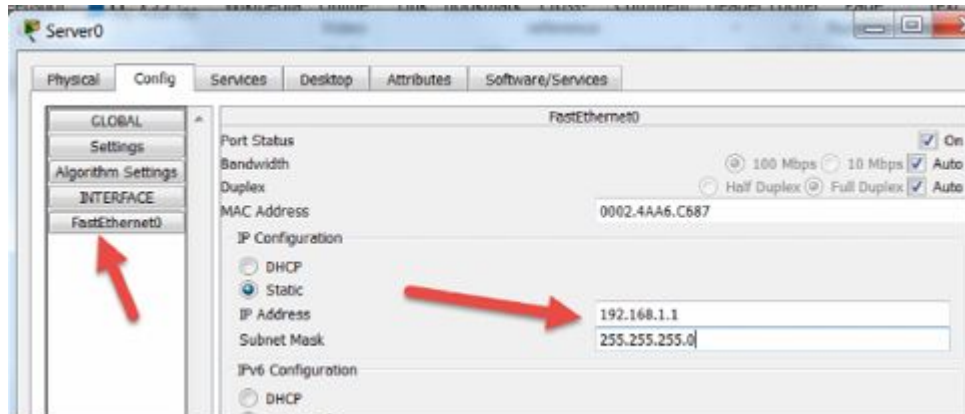 Server0
Physical Config Services Desktop Attributes Software/Services
GLOBAL
Settings
Algorithm Settings
INTERFACE
FastEthernet0
FastEthernet0
Port Status On
Bandwidth 100 Mbps 10 Mbps Auto
Duplex Half Duplex Full Duplex Auto
MAC Address 0002.4AA6.C687
IP Configuration
DHCP
Static
IP Address 192.168.1.1
Subnet Mask 255.255.255.0
IPv6 Configuration
DHCP